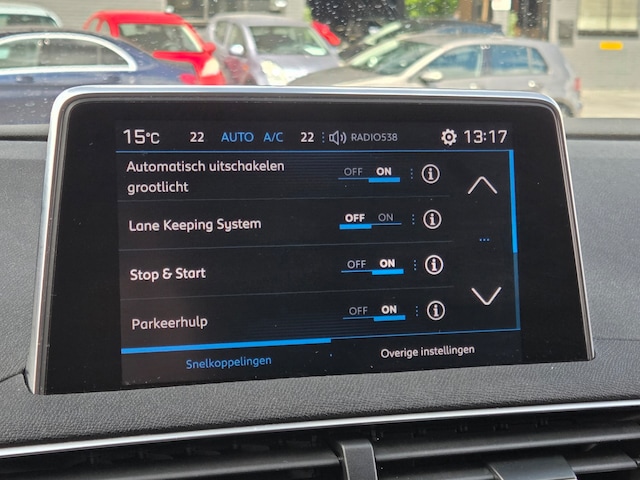 15°C 22 AUTO A/C 22 RADIO538 13:17
Automatisch uitschakelen
grootlicht
OFF ON
Lane Keeping System OFF ON
Stop & Start OFF ON
Parkeerhulp OFF ON
Snelkoppelingen Overige instellingen